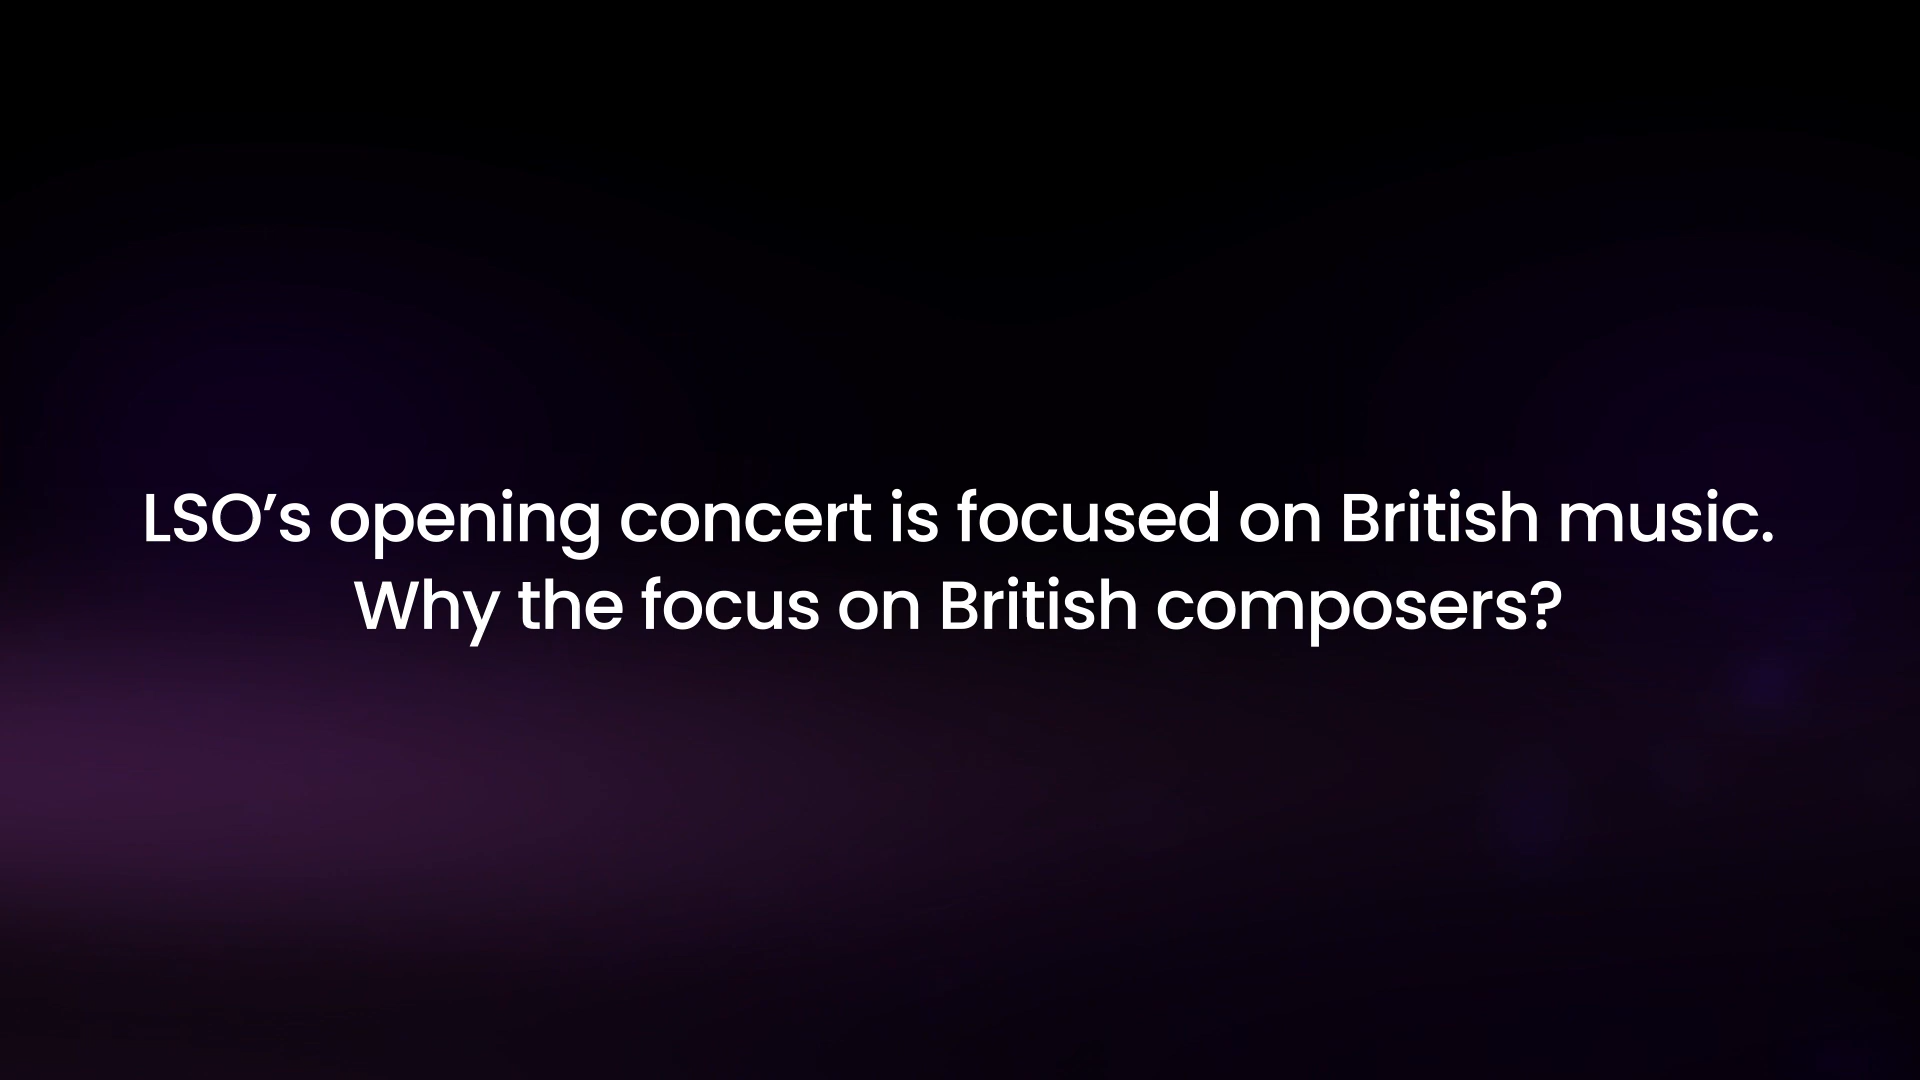 LSO’s opening concert is focused on British music.
Why the focus on British composers?